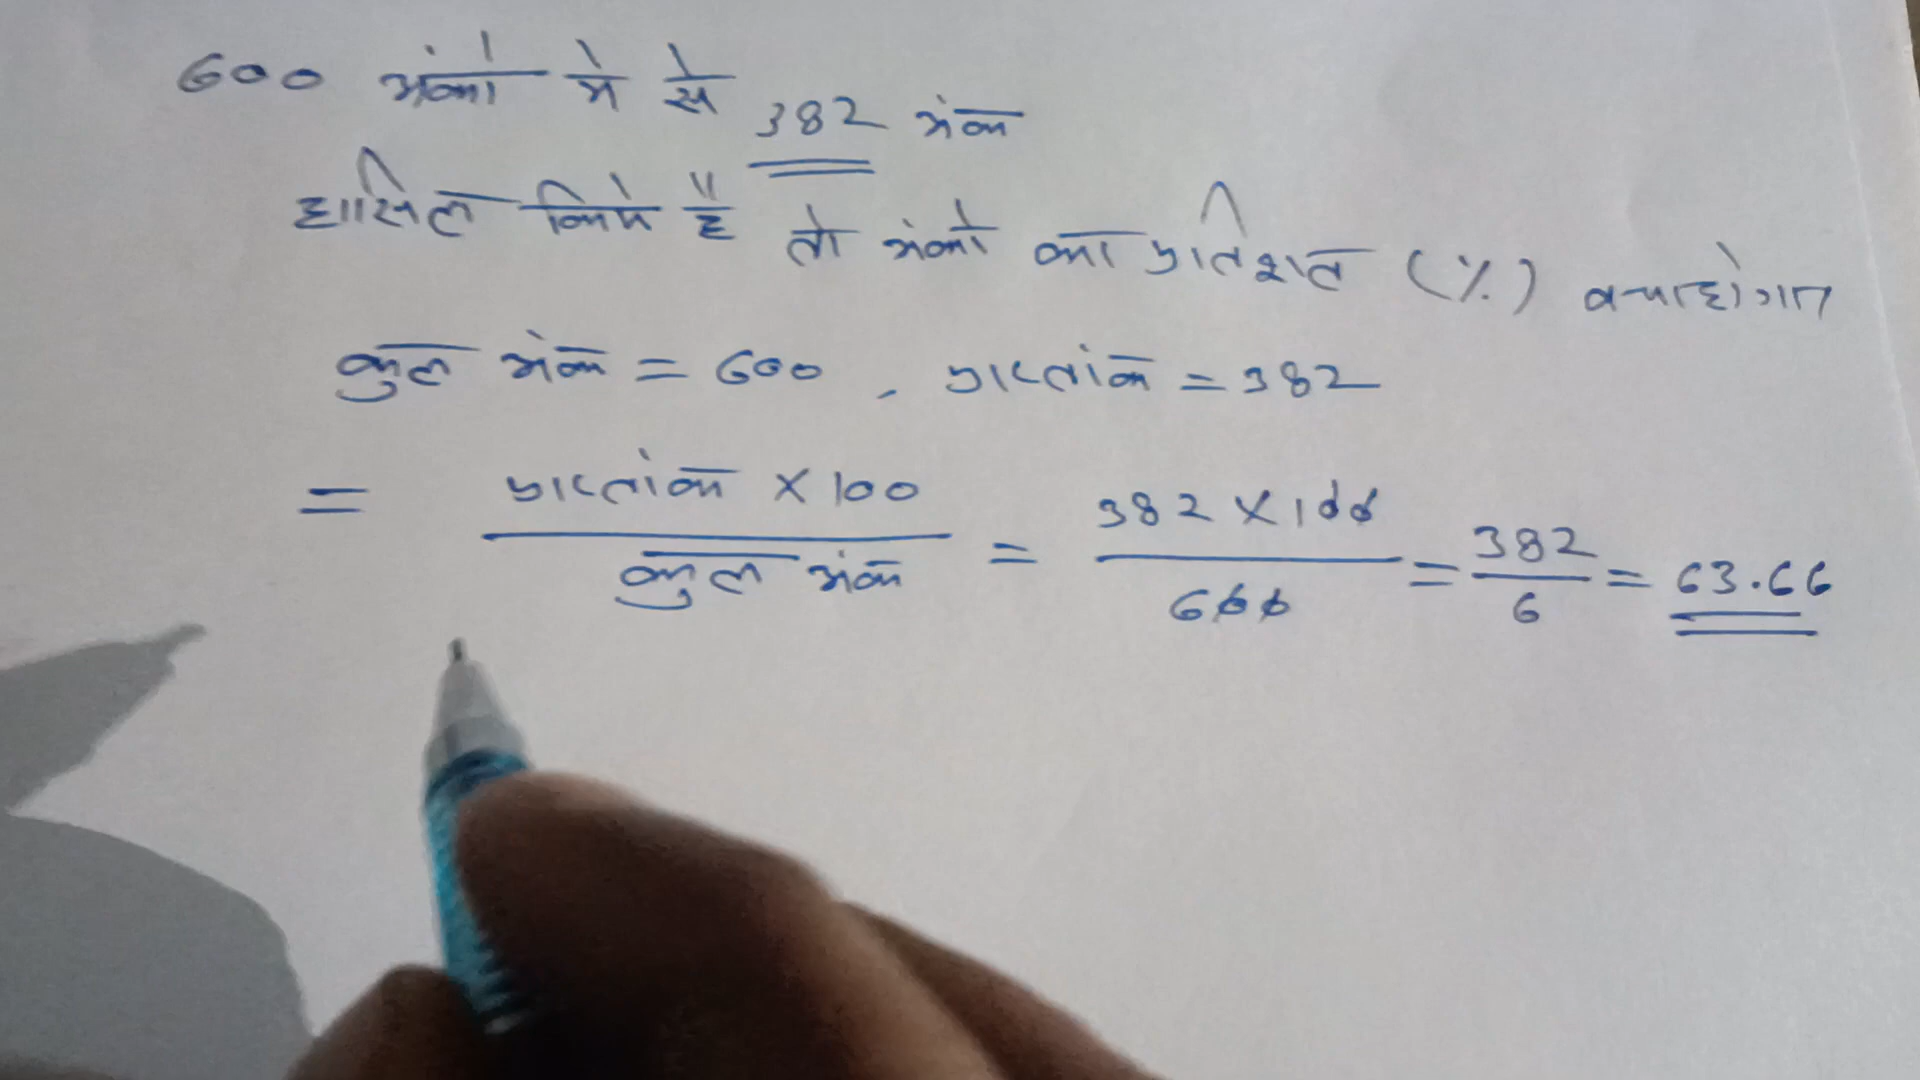 600 अंकों में से 382 अंक
हासिल किये हैं तो अंकों का प्रतिशत (%) क्या होगा
कुल अंक = 600 , प्राप्तांक = 382
= प्राप्तांक × 100 / कुल अंक = 382 × 100 / 600 = 382 / 6 = 63.66